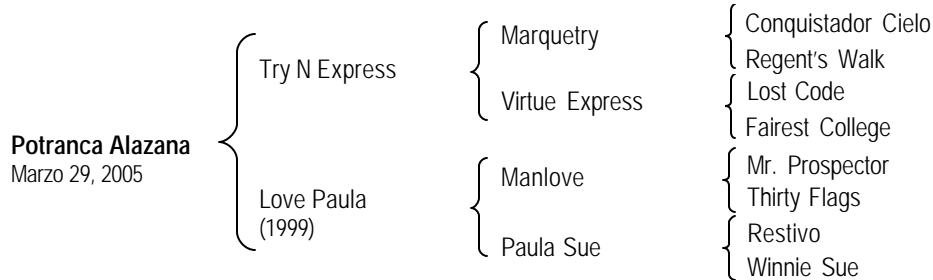 Potranca Alazana
Marzo 29, 2005
Try N Express
Love Paula
(1999)
Marquetry
Virtue Express
Manlove
Paula Sue
Conquistador Cielo
Regent's Walk
Lost Code
Fairest College
Mr. Prospector
Thirty Flags
Restivo
Winnie Sue